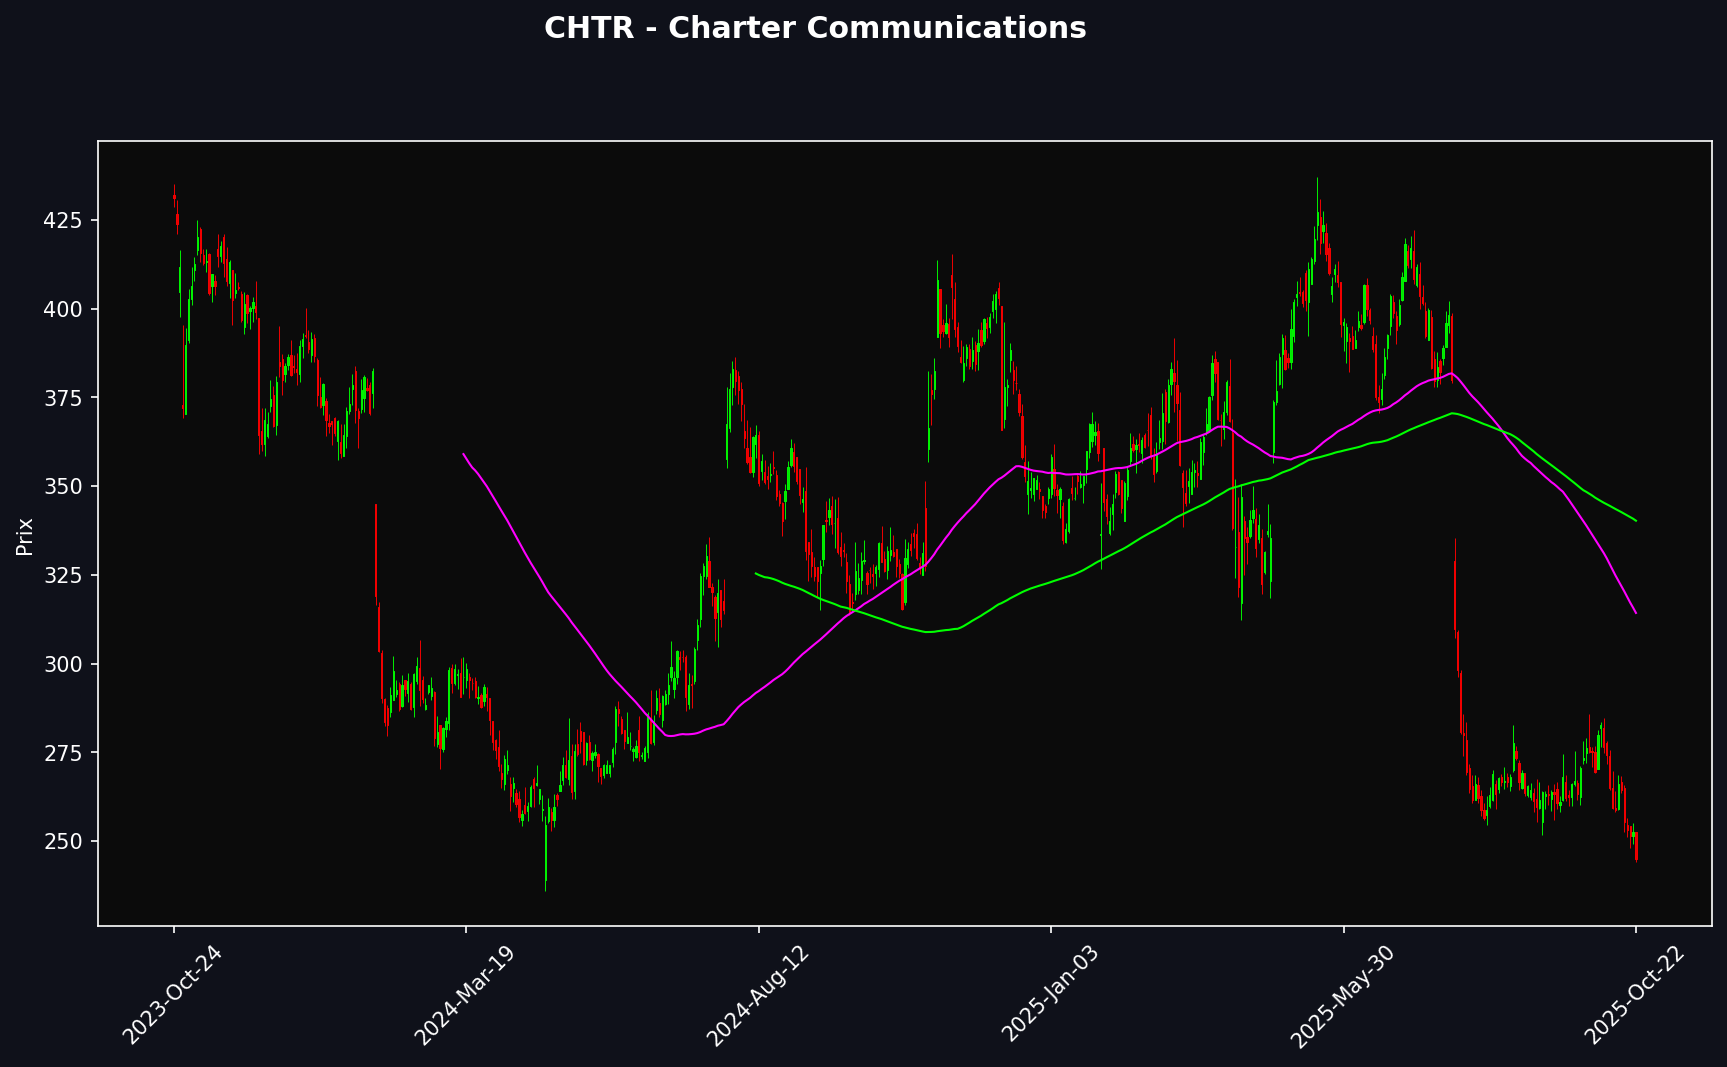 CHTR - Charter Communications
Prix
425
400
375
350
325
300
275
250
2023-Oct-24
2024-Mar-19
2024-Aug-12
2025-Jan-03
2025-May-30
2025-Oct-22